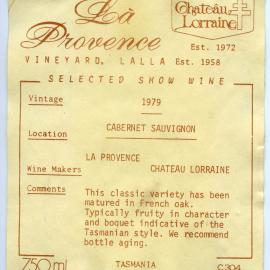 Là
Provence
Chateau
Lorraine
Est. 1972
VINEYARD, LALLA Est. 1958
SELECTED SHOW WINE
Vintage 1979
Location CABERNET SAUVIGNON
LA PROVENCE
Wine Makers CHATEAU LORRAINE
Comments This classic variety has been
matured in French oak.
Typically fruity in character
and boquet indicative of the
Tasmanian style. We recommend
bottle aging.
750ml TASMANIA C304